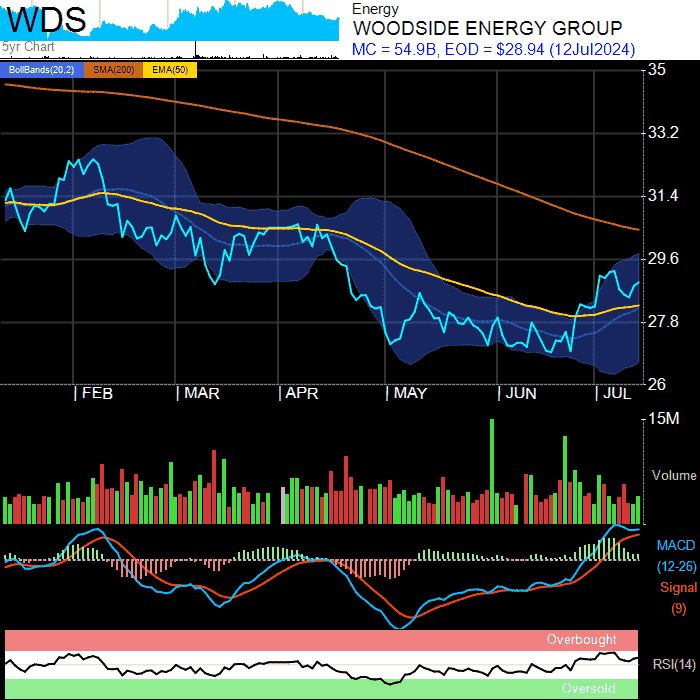 WDS
5yr Chart
Energy
WOODSIDE ENERGY GROUP
MC = 54.9B, EOD = $28.94 (12Jul2024)
BollBands(20,2) SMA(200) EMA(50)
35
33.2
31.4
29.6
27.8
26
| FEB | MAR | APR | MAY | JUN | JUL
15M
Volume
MACD
(12-26)
Signal
(9)
Overbought
RSI(14)
Oversold